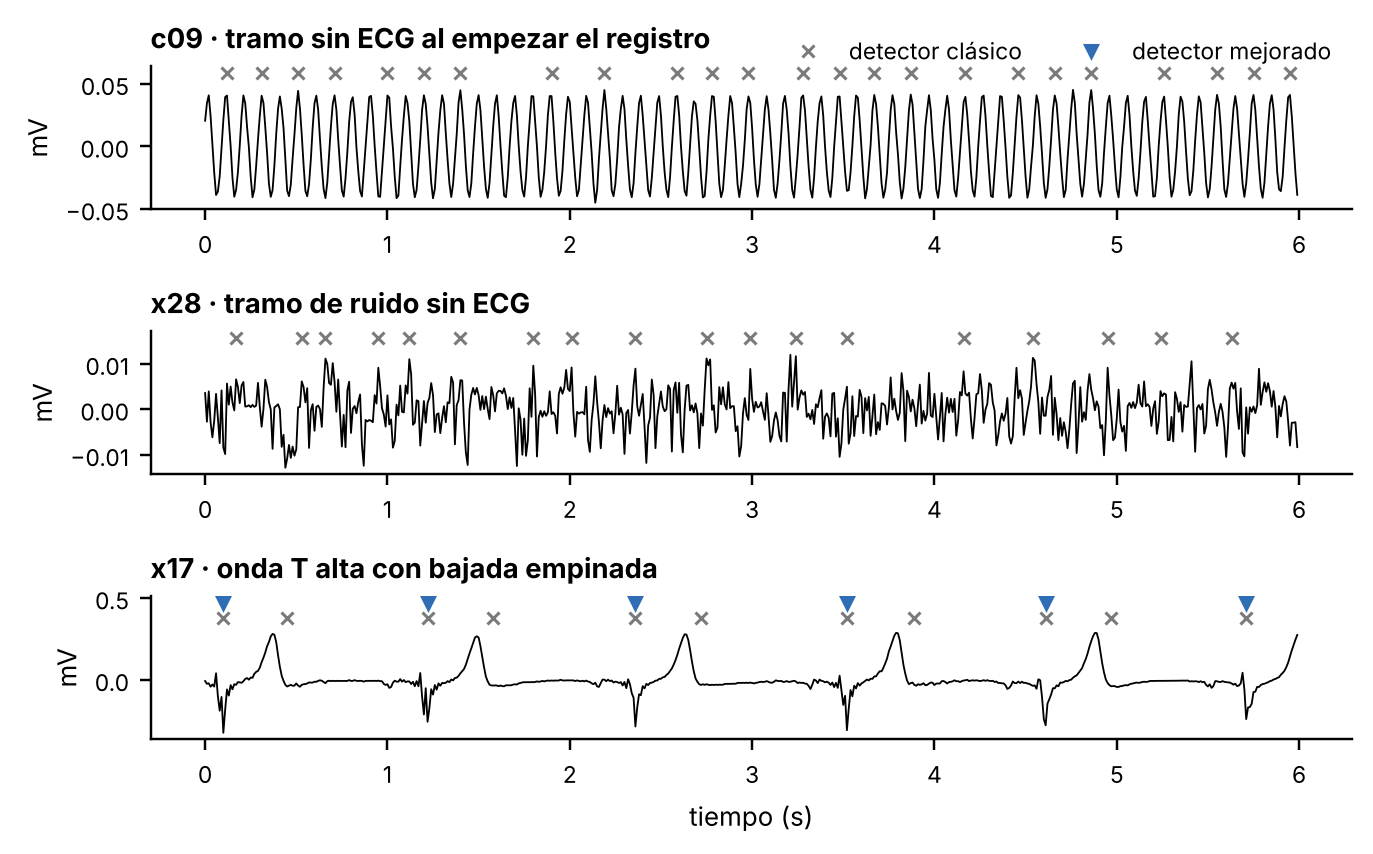 c09 · tramo sin ECG al empezar el registro
detector clásico
detector mejorado
0.05
0.00
−0.05
mV
0 1 2 3 4 5 6
x28 · tramo de ruido sin ECG
0.01
0.00
−0.01
mV
0 1 2 3 4 5 6
x17 · onda T alta con bajada empinada
0.5
0.0
mV
0 1 2 3 4 5 6
tiempo (s)